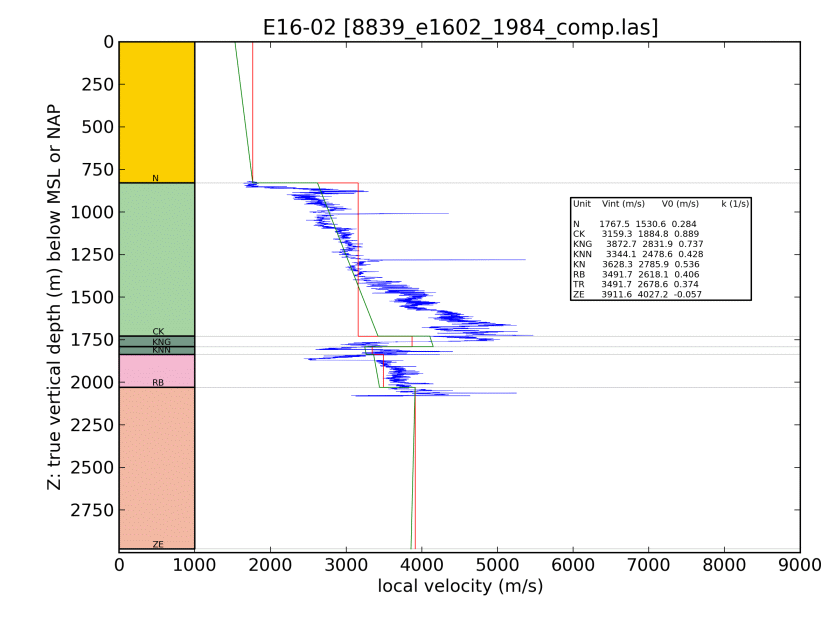 E16-02 [8839_e1602_1984_comp.las]
Z: true vertical depth (m) below MSL or NAP
0
250
500
750
1000
1250
1500
1750
2000
2250
2500
2750
N
CK
KNG
KNN
RB
ZE
Unit Vint (m/s) V0 (m/s) k (1/s)
N 1767.5 1530.6 0.284
CK 3159.3 1884.8 0.889
KNG 3872.7 2831.9 0.737
KNN 3344.1 2478.6 0.428
KN 3628.3 2785.9 0.536
RB 3491.7 2618.1 0.406
TR 3491.7 2678.6 0.374
ZE 3911.6 4027.2 -0.057
0 1000 2000 3000 4000 5000 6000 7000 8000 9000
local velocity (m/s)